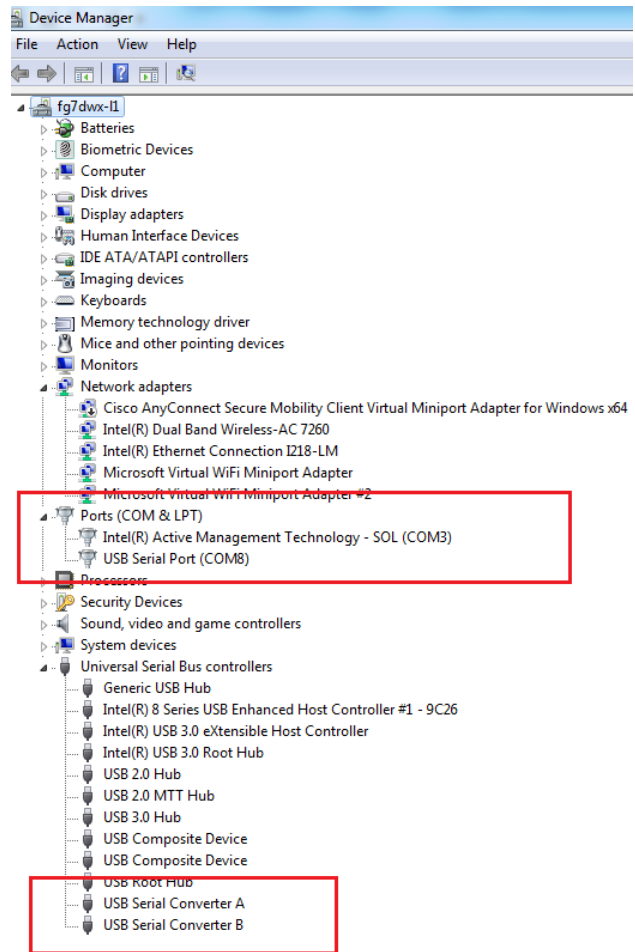 Device Manager
File Action View Help
fg7dwx-l1
Batteries
Biometric Devices
Computer
Disk drives
Display adapters
Human Interface Devices
IDE ATA/ATAPI controllers
Imaging devices
Keyboards
Memory technology driver
Mice and other pointing devices
Monitors
Network adapters
Cisco AnyConnect Secure Mobility Client Virtual Miniport Adapter for Windows x64
Intel(R) Dual Band Wireless-AC 7260
Intel(R) Ethernet Connection I218-LM
Microsoft Virtual WiFi Miniport Adapter
Microsoft Virtual WiFi Miniport Adapter #2
Ports (COM & LPT)
Intel(R) Active Management Technology - SOL (COM3)
USB Serial Port (COM8)
Processors
Security Devices
Sound, video and game controllers
System devices
Universal Serial Bus controllers
Generic USB Hub
Intel(R) 8 Series USB Enhanced Host Controller #1 - 9C26
Intel(R) USB 3.0 eXtensible Host Controller
Intel(R) USB 3.0 Root Hub
USB 2.0 Hub
USB 2.0 MTT Hub
USB 3.0 Hub
USB Composite Device
USB Composite Device
USB Root Hub
USB Serial Converter A
USB Serial Converter B